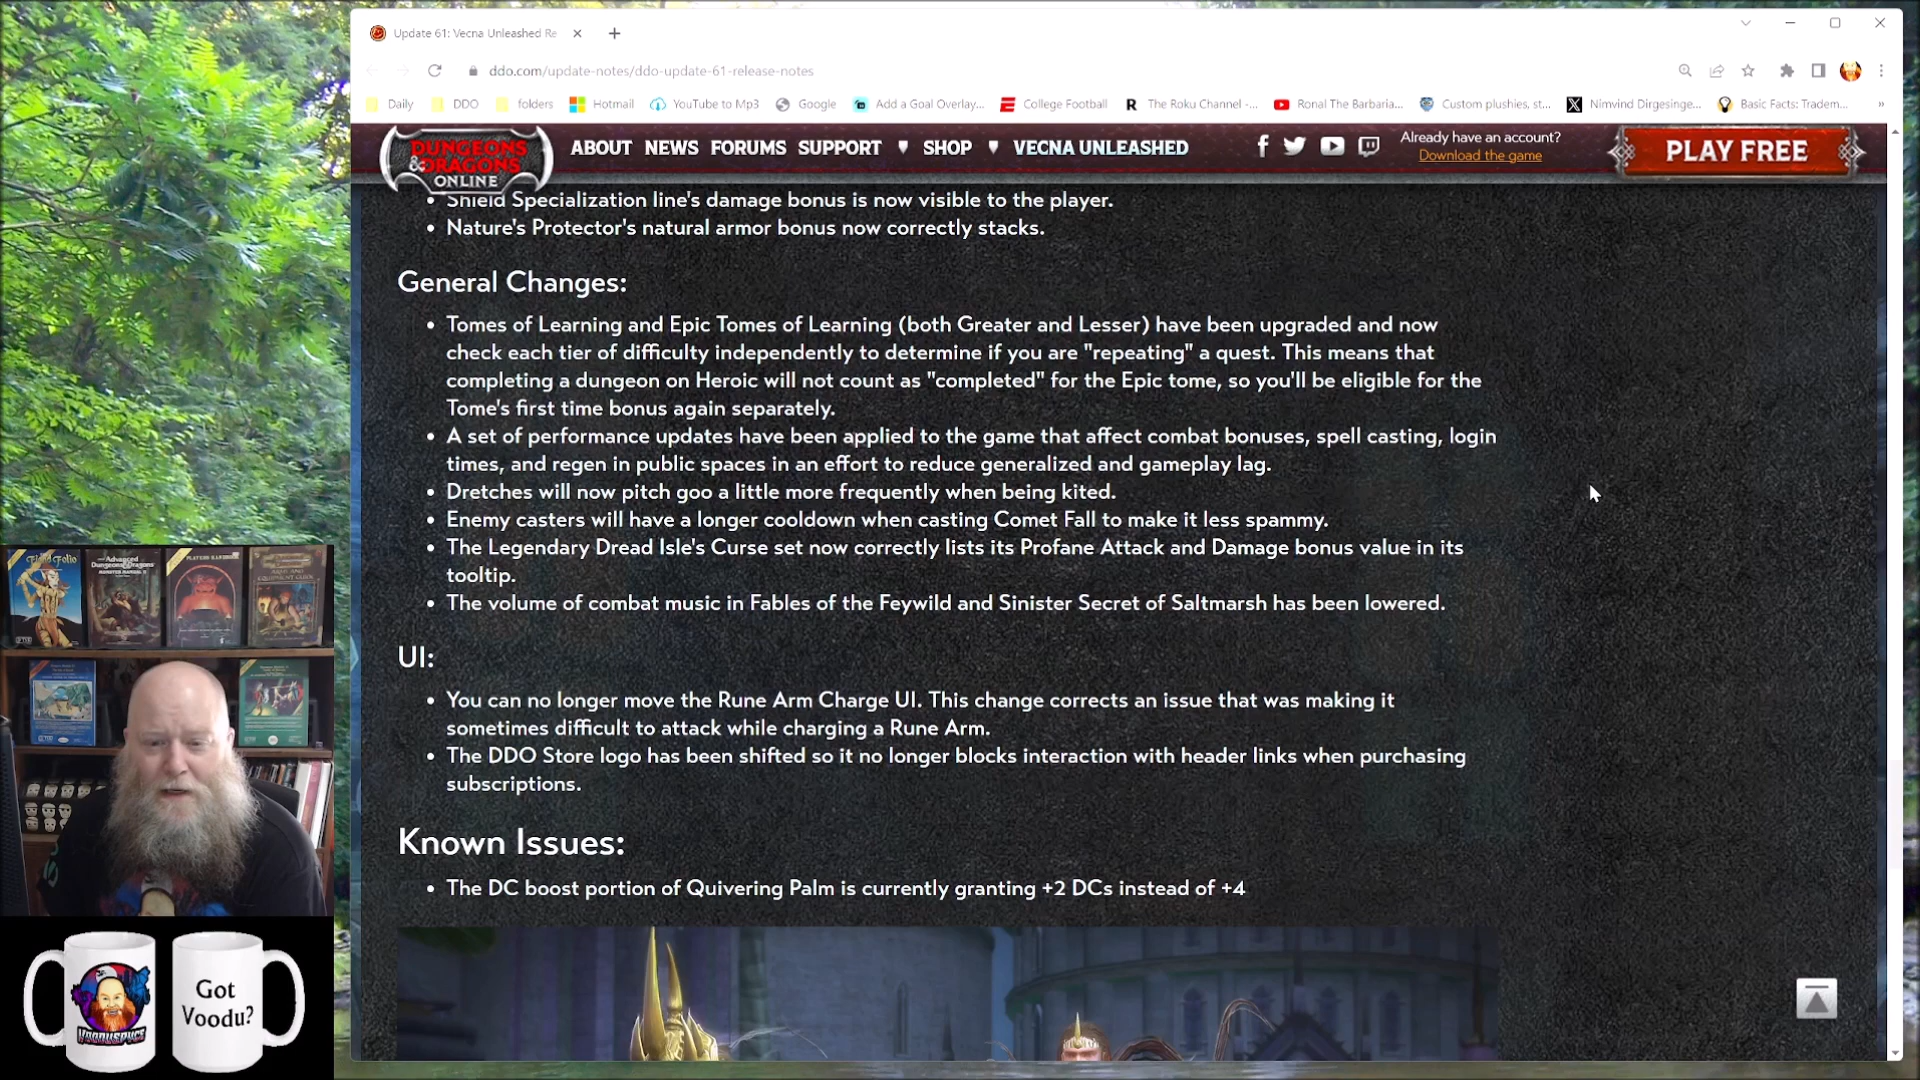 Update 61: Vecna Unleashed Re
ddo.com/update-notes/ddo-update-61-release-notes
Daily
DDO
folders
Hotmail
YouTube to Mp3
Google
Add a Goal Overlay...
College Football
The Roku Channel -...
Ronal The Barbaria...
Custom plushies, st...
Nimvind Dirgesinge...
Basic Facts: Tradem...
»
DUNGEONS
& DRAGONS
ONLINE
ABOUT NEWS FORUMS SUPPORT SHOP VECNA UNLEASHED
Already have an account?
Download the game
PLAY FREE
• Shield Specialization line's damage bonus is now visible to the player.
• Nature's Protector's natural armor bonus now correctly stacks.
General Changes:
• Tomes of Learning and Epic Tomes of Learning (both Greater and Lesser) have been upgraded and now
check each tier of difficulty independently to determine if you are "repeating" a quest. This means that
completing a dungeon on Heroic will not count as "completed" for the Epic tome, so you'll be eligible for the
Tome's first time bonus again separately.
• A set of performance updates have been applied to the game that affect combat bonuses, spell casting, login
times, and regen in public spaces in an effort to reduce generalized and gameplay lag.
• Dretches will now pitch goo a little more frequently when being kited.
• Enemy casters will have a longer cooldown when casting Comet Fall to make it less spammy.
• The Legendary Dread Isle's Curse set now correctly lists its Profane Attack and Damage bonus value in its
tooltip.
• The volume of combat music in Fables of the Feywild and Sinister Secret of Saltmarsh has been lowered.
UI:
• You can no longer move the Rune Arm Charge UI. This change corrects an issue that was making it
sometimes difficult to attack while charging a Rune Arm.
• The DDO Store logo has been shifted so it no longer blocks interaction with header links when purchasing
subscriptions.
Known Issues:
• The DC boost portion of Quivering Palm is currently granting +2 DCs instead of +4
Fiend Folio
Advanced
Dungeons & Dragons
MONSTER MANUAL II
PLAYERS HANDBOOK
ARMS AND
EQUIPMENT GUIDE
VOODUSPYCE
Got
Voodu?